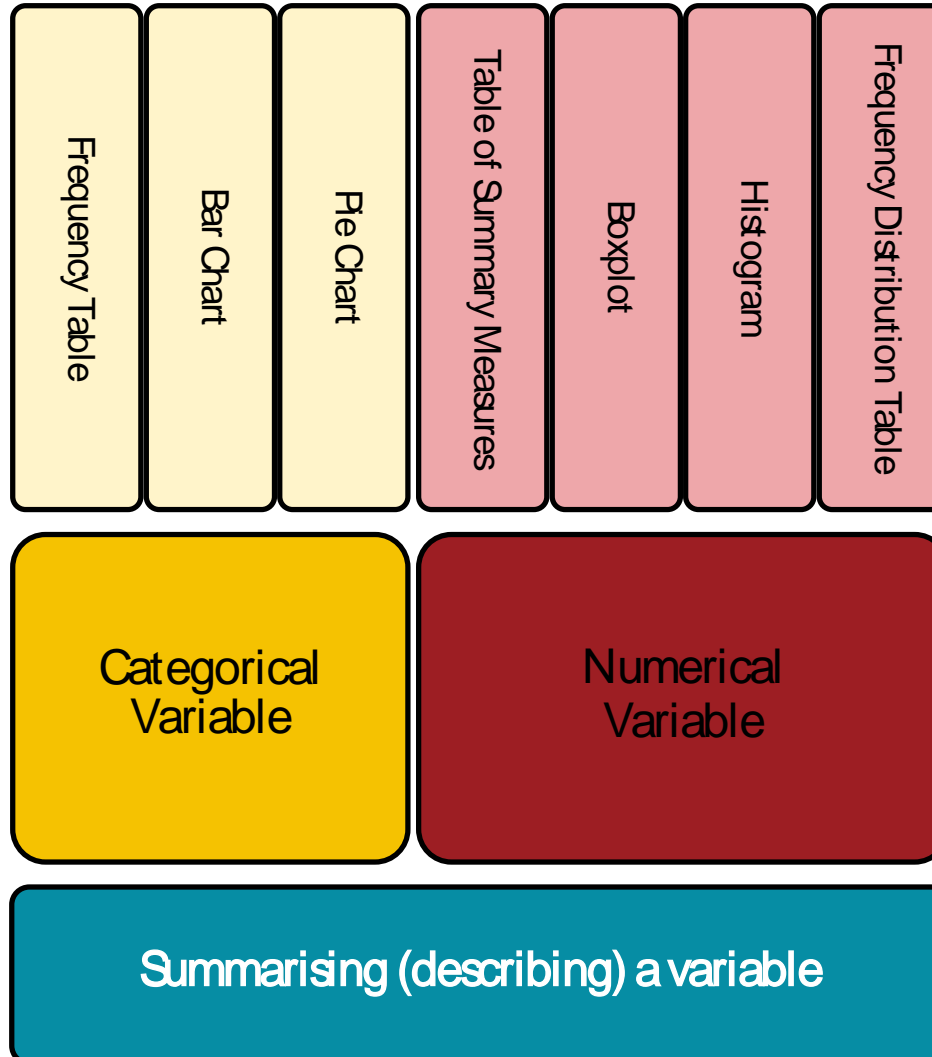 Frequency Table
Bar Chart
Pie Chart
Table of Summary Measures
Boxplot
Histogram
Frequency Distribution Table
Categorical
Variable
Numerical
Variable
Summarising (describing) a variable